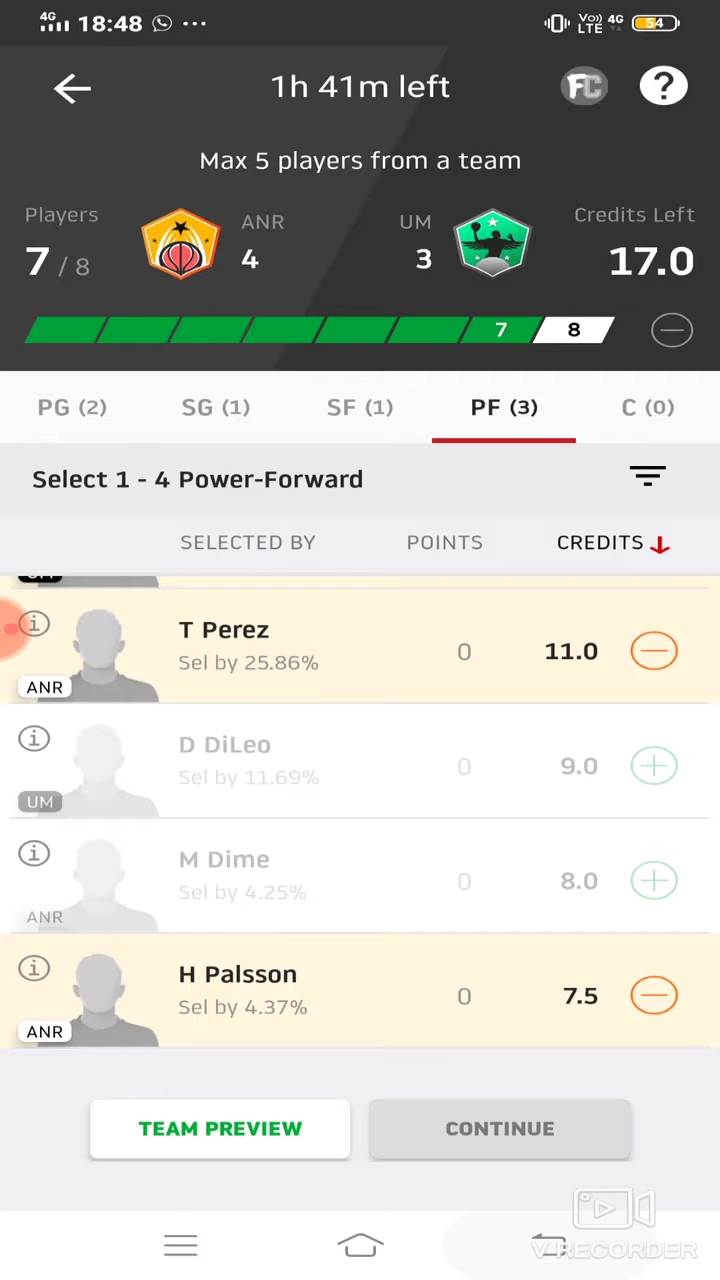 4G 18:48 ... Vo)) LTE 4G 54
1h 41m left FC ?
Max 5 players from a team
Players ANR UM Credits Left
7 / 8 4 3 17.0
7 8
PG (2) SG (1) SF (1) PF (3) C (0)
Select 1 - 4 Power-Forward
SELECTED BY POINTS CREDITS
T Perez
Sel by 25.86% 0 11.0
ANR
D DiLeo
Sel by 11.69% 0 9.0
UM
M Dime
Sel by 4.25% 0 8.0
ANR
H Palsson
Sel by 4.37% 0 7.5
ANR
TEAM PREVIEW CONTINUE
V RECORDER